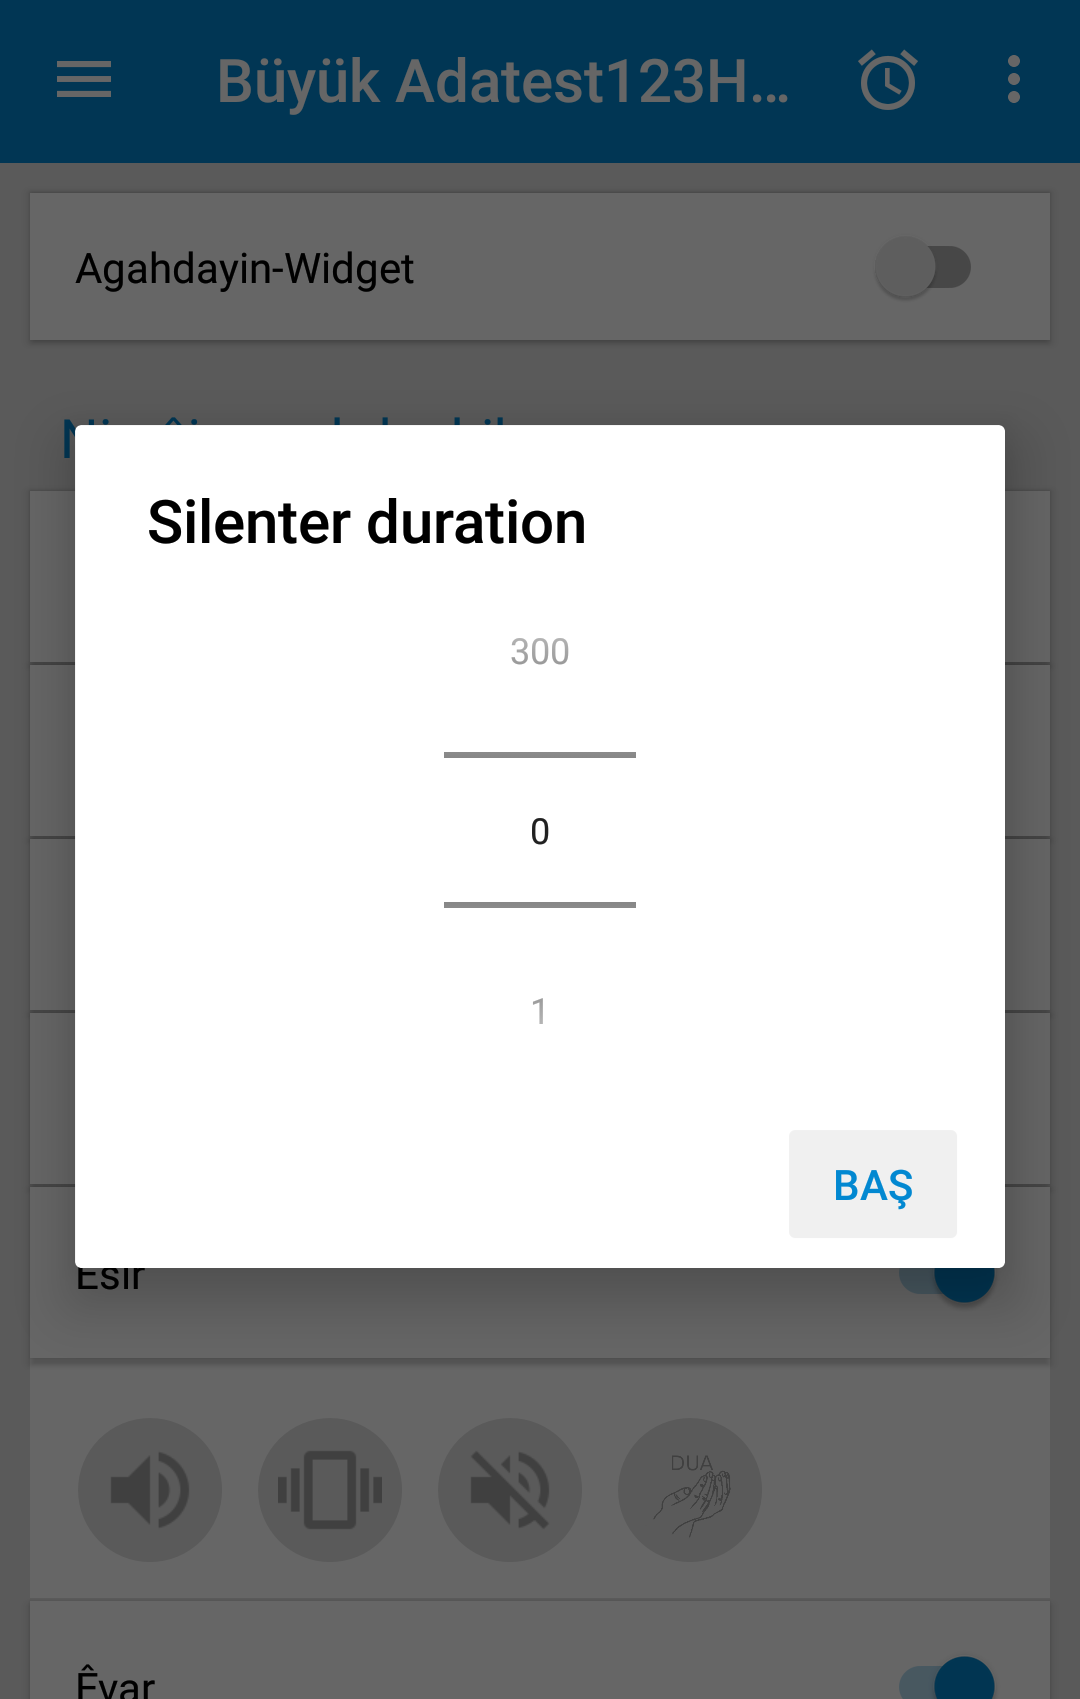 Büyük Adatest123H...
Agahdayin-Widget
Silenter duration
300
0
1
BAŞ
Esir
DUA
Êvar